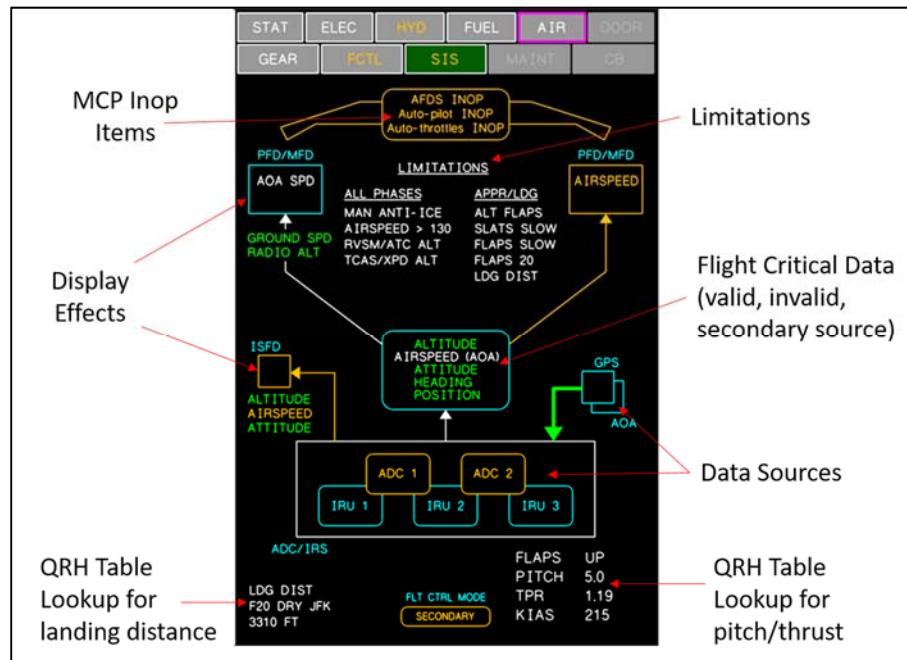 STAT ELEC HYD FUEL AIR DOOR
GEAR FCTL SIS MAINT CB
MCP Inop
Items
AFDS INOP
Auto-pilot INOP
Auto-throttles INOP
Limitations
PFD/MFD
AOA SPD
LIMITATIONS
PFD/MFD
AIRSPEED
ALL PHASES
MAN ANTI-ICE
AIRSPEED > 130
RVSM/ATC ALT
TCAS/XPD ALT
APPR/LDG
ALT FLAPS
SLATS SLOW
FLAPS SLOW
FLAPS 20
LDG DIST
GROUND SPD
RADIO ALT
Display
Effects
Flight Critical Data
(valid, invalid,
secondary source)
ALTITUDE
AIRSPEED (AOA)
ATTITUDE
HEADING
POSITION
ISFD
ALTITUDE
AIRSPEED
ATTITUDE
GPS
AOA
Data Sources
ADC 1 ADC 2
IRU 1 IRU 2 IRU 3
ADC/IRS
QRH Table
Lookup for
landing distance
LDG DIST
F20 DRY JFK
3310 FT
FLT CTRL MODE
SECONDARY
FLAPS UP
PITCH 5.0
TPR 1.19
KIAS 215
QRH Table
Lookup for
pitch/thrust